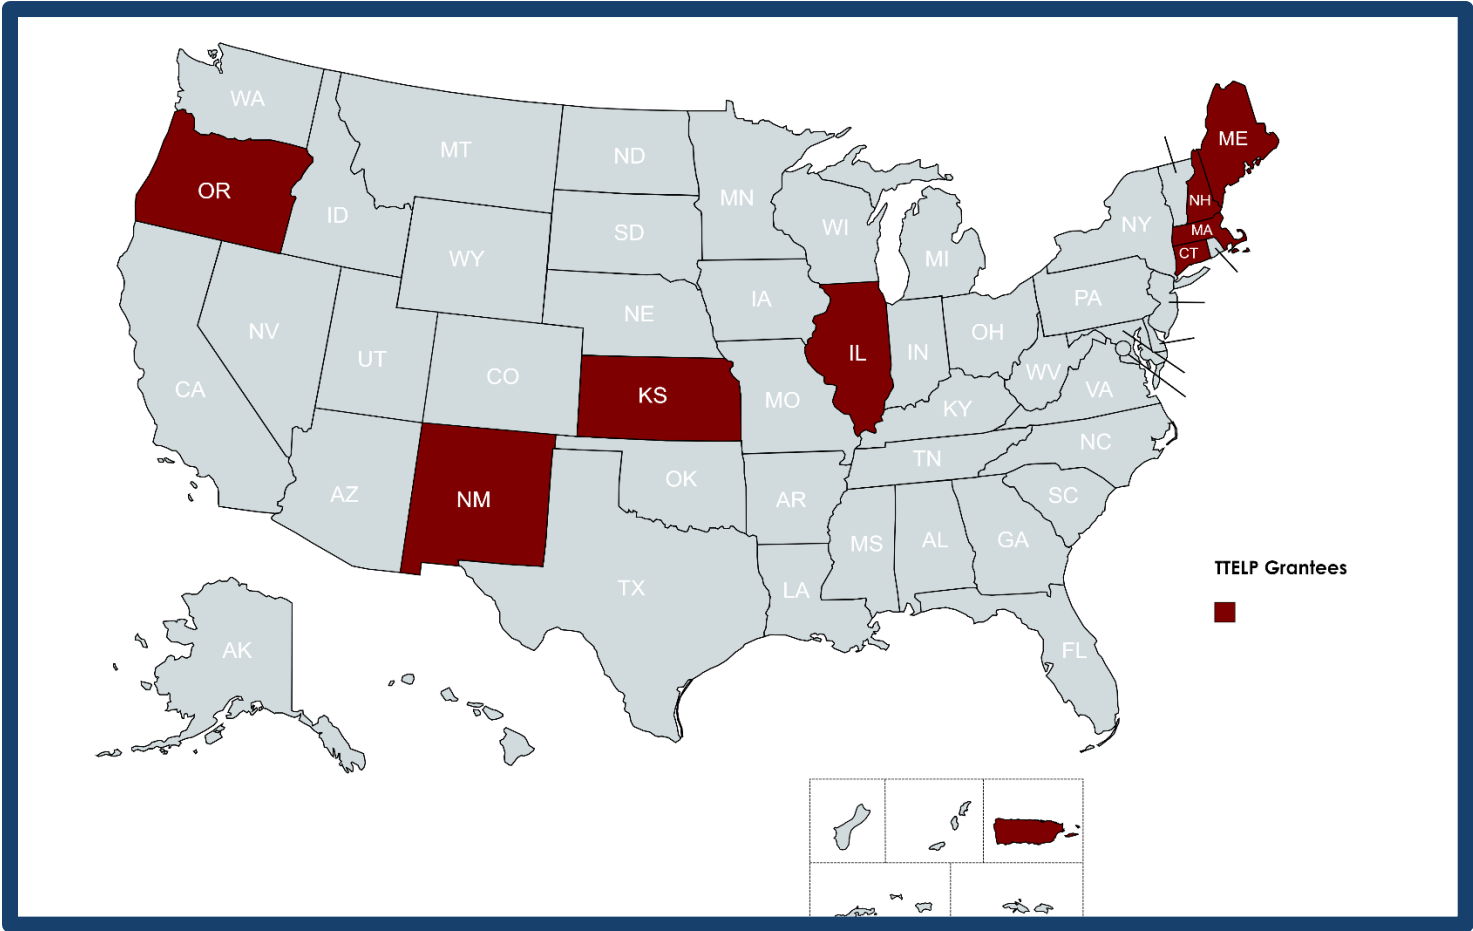 WA
MT
ND
MN
ME
OR
ID
WY
SD
WI
MI
NY
NH
MA
CT
NV
UT
CO
NE
IA
IL
IN
OH
PA
CA
KS
MO
KY
WV
VA
AZ
NM
OK
AR
TN
NC
SC
MS
AL
GA
TX
LA
FL
AK
TTELP Grantees